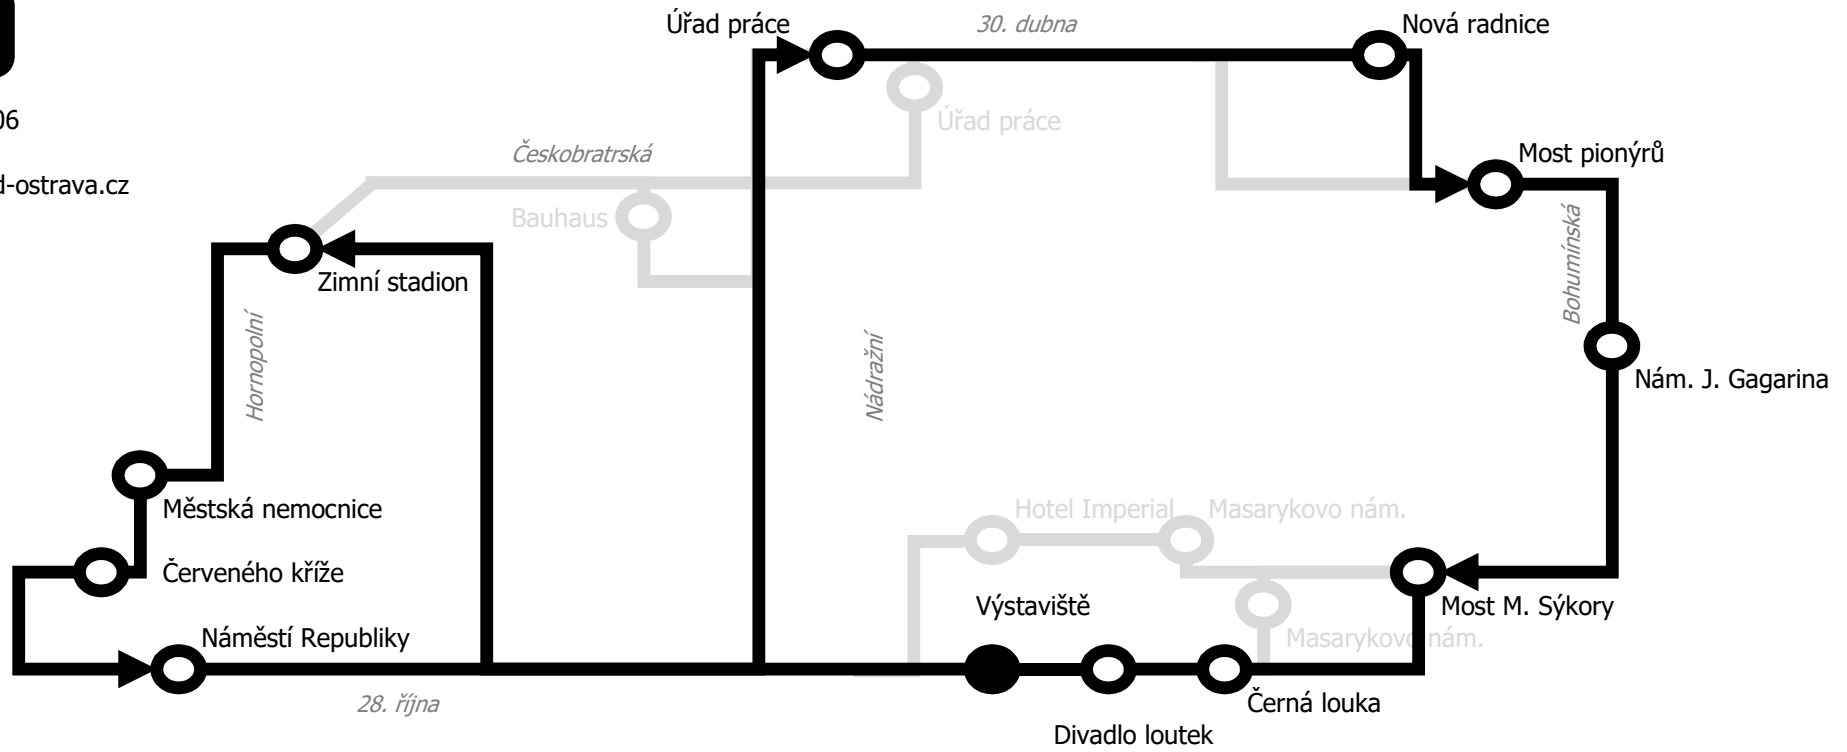 Úřad práce
30. dubna
Nová radnice
06
Úřad práce
Českobratrská
Most pionýrů
d-ostrava.cz
Bauhaus
Bohumínská
Zimní stadion
Hornopolní
Nádražní
Nám. J. Gagarina
Městská nemocnice
Hotel Imperial
Masarykovo nám.
Červeného kříže
Výstaviště
Most M. Sýkory
Náměstí Republiky
Masarykovo nám.
28. října
Černá louka
Divadlo loutek